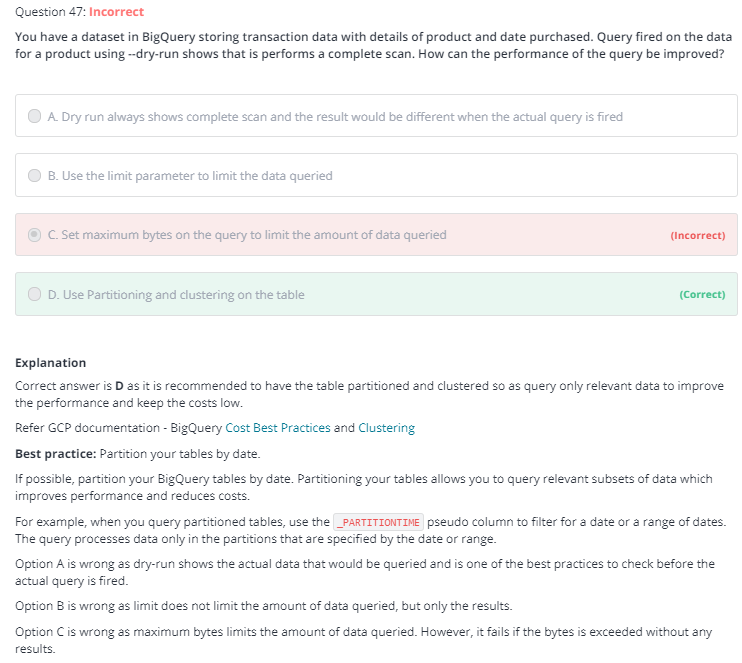 Question 47: Incorrect
You have a dataset in BigQuery storing transaction data with details of product and date purchased. Query fired on the data
for a product using --dry-run shows that is performs a complete scan. How can the performance of the query be improved?
A. Dry run always shows complete scan and the result would be different when the actual query is fired
B. Use the limit parameter to limit the data queried
C. Set maximum bytes on the query to limit the amount of data queried (Incorrect)
D. Use Partitioning and clustering on the table (Correct)
Explanation
Correct answer is D as it is recommended to have the table partitioned and clustered so as query only relevant data to improve
the performance and keep the costs low.
Refer GCP documentation - BigQuery Cost Best Practices and Clustering
Best practice: Partition your tables by date.
If possible, partition your BigQuery tables by date. Partitioning your tables allows you to query relevant subsets of data which
improves performance and reduces costs.
For example, when you query partitioned tables, use the _PARTITIONTIME pseudo column to filter for a date or a range of dates.
The query processes data only in the partitions that are specified by the date or range.
Option A is wrong as dry-run shows the actual data that would be queried and is one of the best practices to check before the
actual query is fired.
Option B is wrong as limit does not limit the amount of data queried, but only the results.
Option C is wrong as maximum bytes limits the amount of data queried. However, it fails if the bytes is exceeded without any
results.